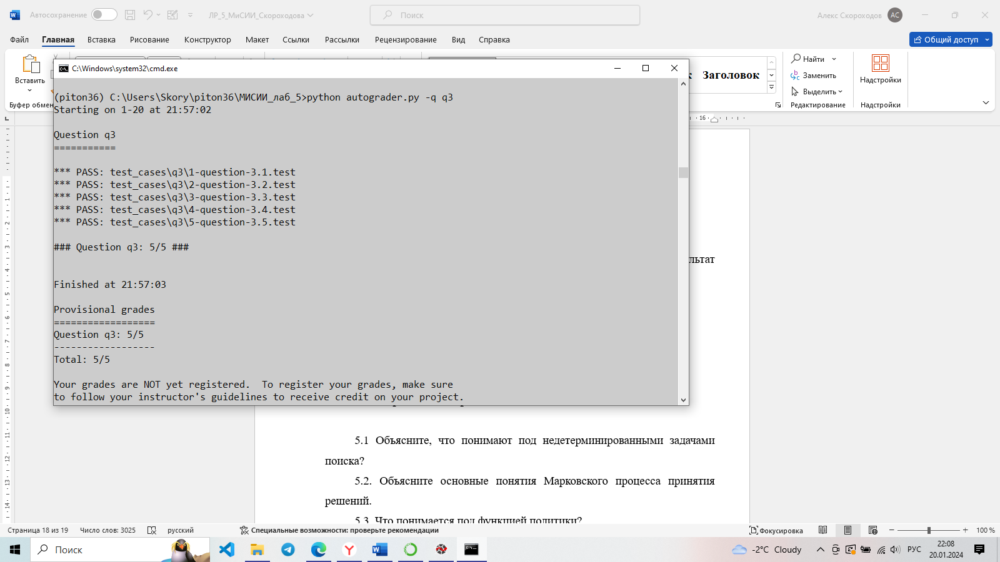 Автосохранение
ЛР_5_МиСИИ_Скороходова
Поиск
Алекс Скороходов
АС
Файл
Главная
Вставка
Рисование
Конструктор
Макет
Ссылки
Рассылки
Рецензирование
Вид
Справка
Общий доступ
Вставить
Заголовок
Найти
Заменить
Выделить
Надстройки
Редактирование
Надстройки
C:\Windows\system32\cmd.exe
(piton36) C:\Users\Skory\piton36\МИСИИ_лаб_5>python autograder.py -q q3
Starting on 1-20 at 21:57:02
Question q3
===========
*** PASS: test_cases\q3\1-question-3.1.test
*** PASS: test_cases\q3\2-question-3.2.test
*** PASS: test_cases\q3\3-question-3.3.test
*** PASS: test_cases\q3\4-question-3.4.test
*** PASS: test_cases\q3\5-question-3.5.test
### Question q3: 5/5 ###
Finished at 21:57:03
Provisional grades
==================
Question q3: 5/5
------------------
Total: 5/5
Your grades are NOT yet registered.  To register your grades, make sure
to follow your instructor's guidelines to receive credit on your project.
5.1 Объясните, что понимают под недетерминированными задачами
поиска?
5.2. Объясните основные понятия Марковского процесса принятия
решений.
5.3. Что понимается под функцией политики?
Страница 18 из 19
Число слов: 3025
русский
Специальные возможности: проверьте рекомендации
Фокусировка
100 %
Поиск
-2°C Cloudy
РУС
22:08
20.01.2024